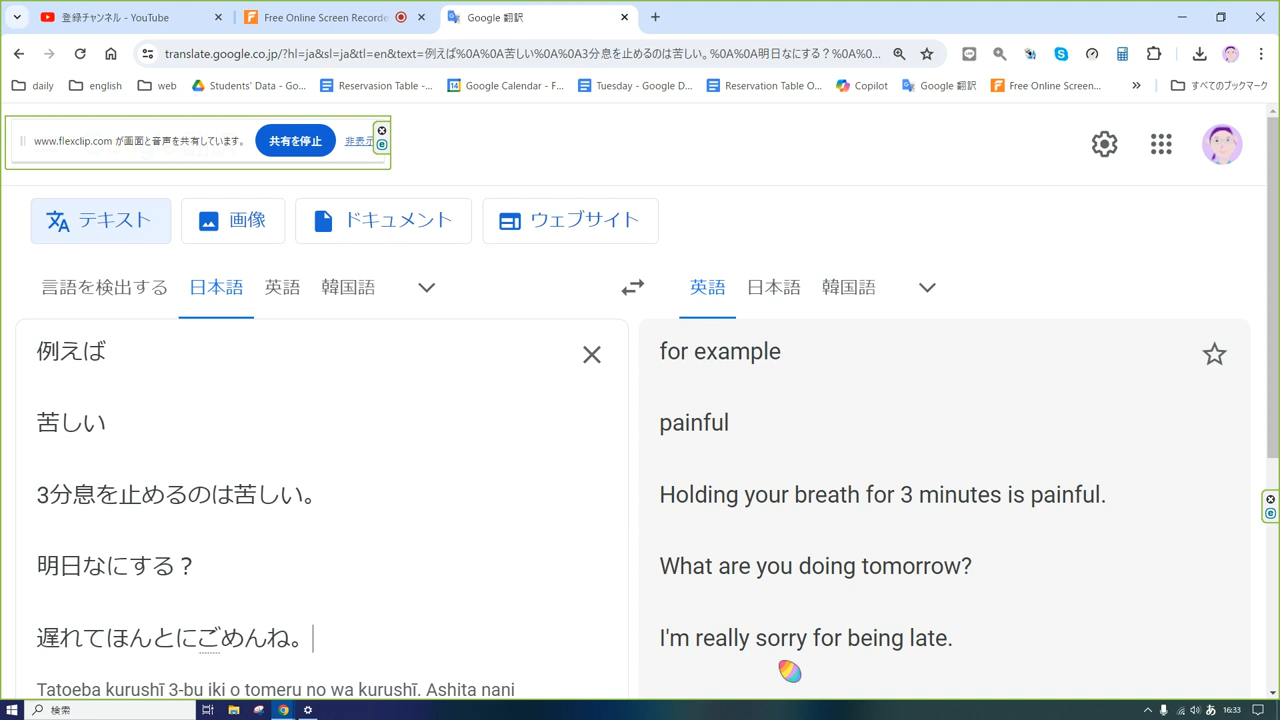 登録チャンネル - YouTube
Free Online Screen Recorde
Google 翻訳
translate.google.co.jp/?hl=ja&sl=ja&tl=en&text=例えば%0A%0A苦しい%0A%0A3分息を止めるのは苦しい。%0A%0A明日なにする？%0A%0...
daily
english
web
Students' Data - Go...
Reservasion Table -...
Google Calendar - F...
Tuesday - Google D...
Reservation Table O...
Copilot
Google 翻訳
Free Online Screen...
»
すべてのブックマーク
www.flexclip.com が画面と音声を共有しています。
共有を停止
非表示
テキスト
画像
ドキュメント
ウェブサイト
言語を検出する
日本語
英語
韓国語
英語
日本語
韓国語
例えば
苦しい
3分息を止めるのは苦しい。
明日なにする？
遅れてほんとにごめんね。
Tatoeba kurushī 3-bu iki o tomeru no wa kurushī. Ashita nani
for example
painful
Holding your breath for 3 minutes is painful.
What are you doing tomorrow?
I'm really sorry for being late.
検索
あ
16:33